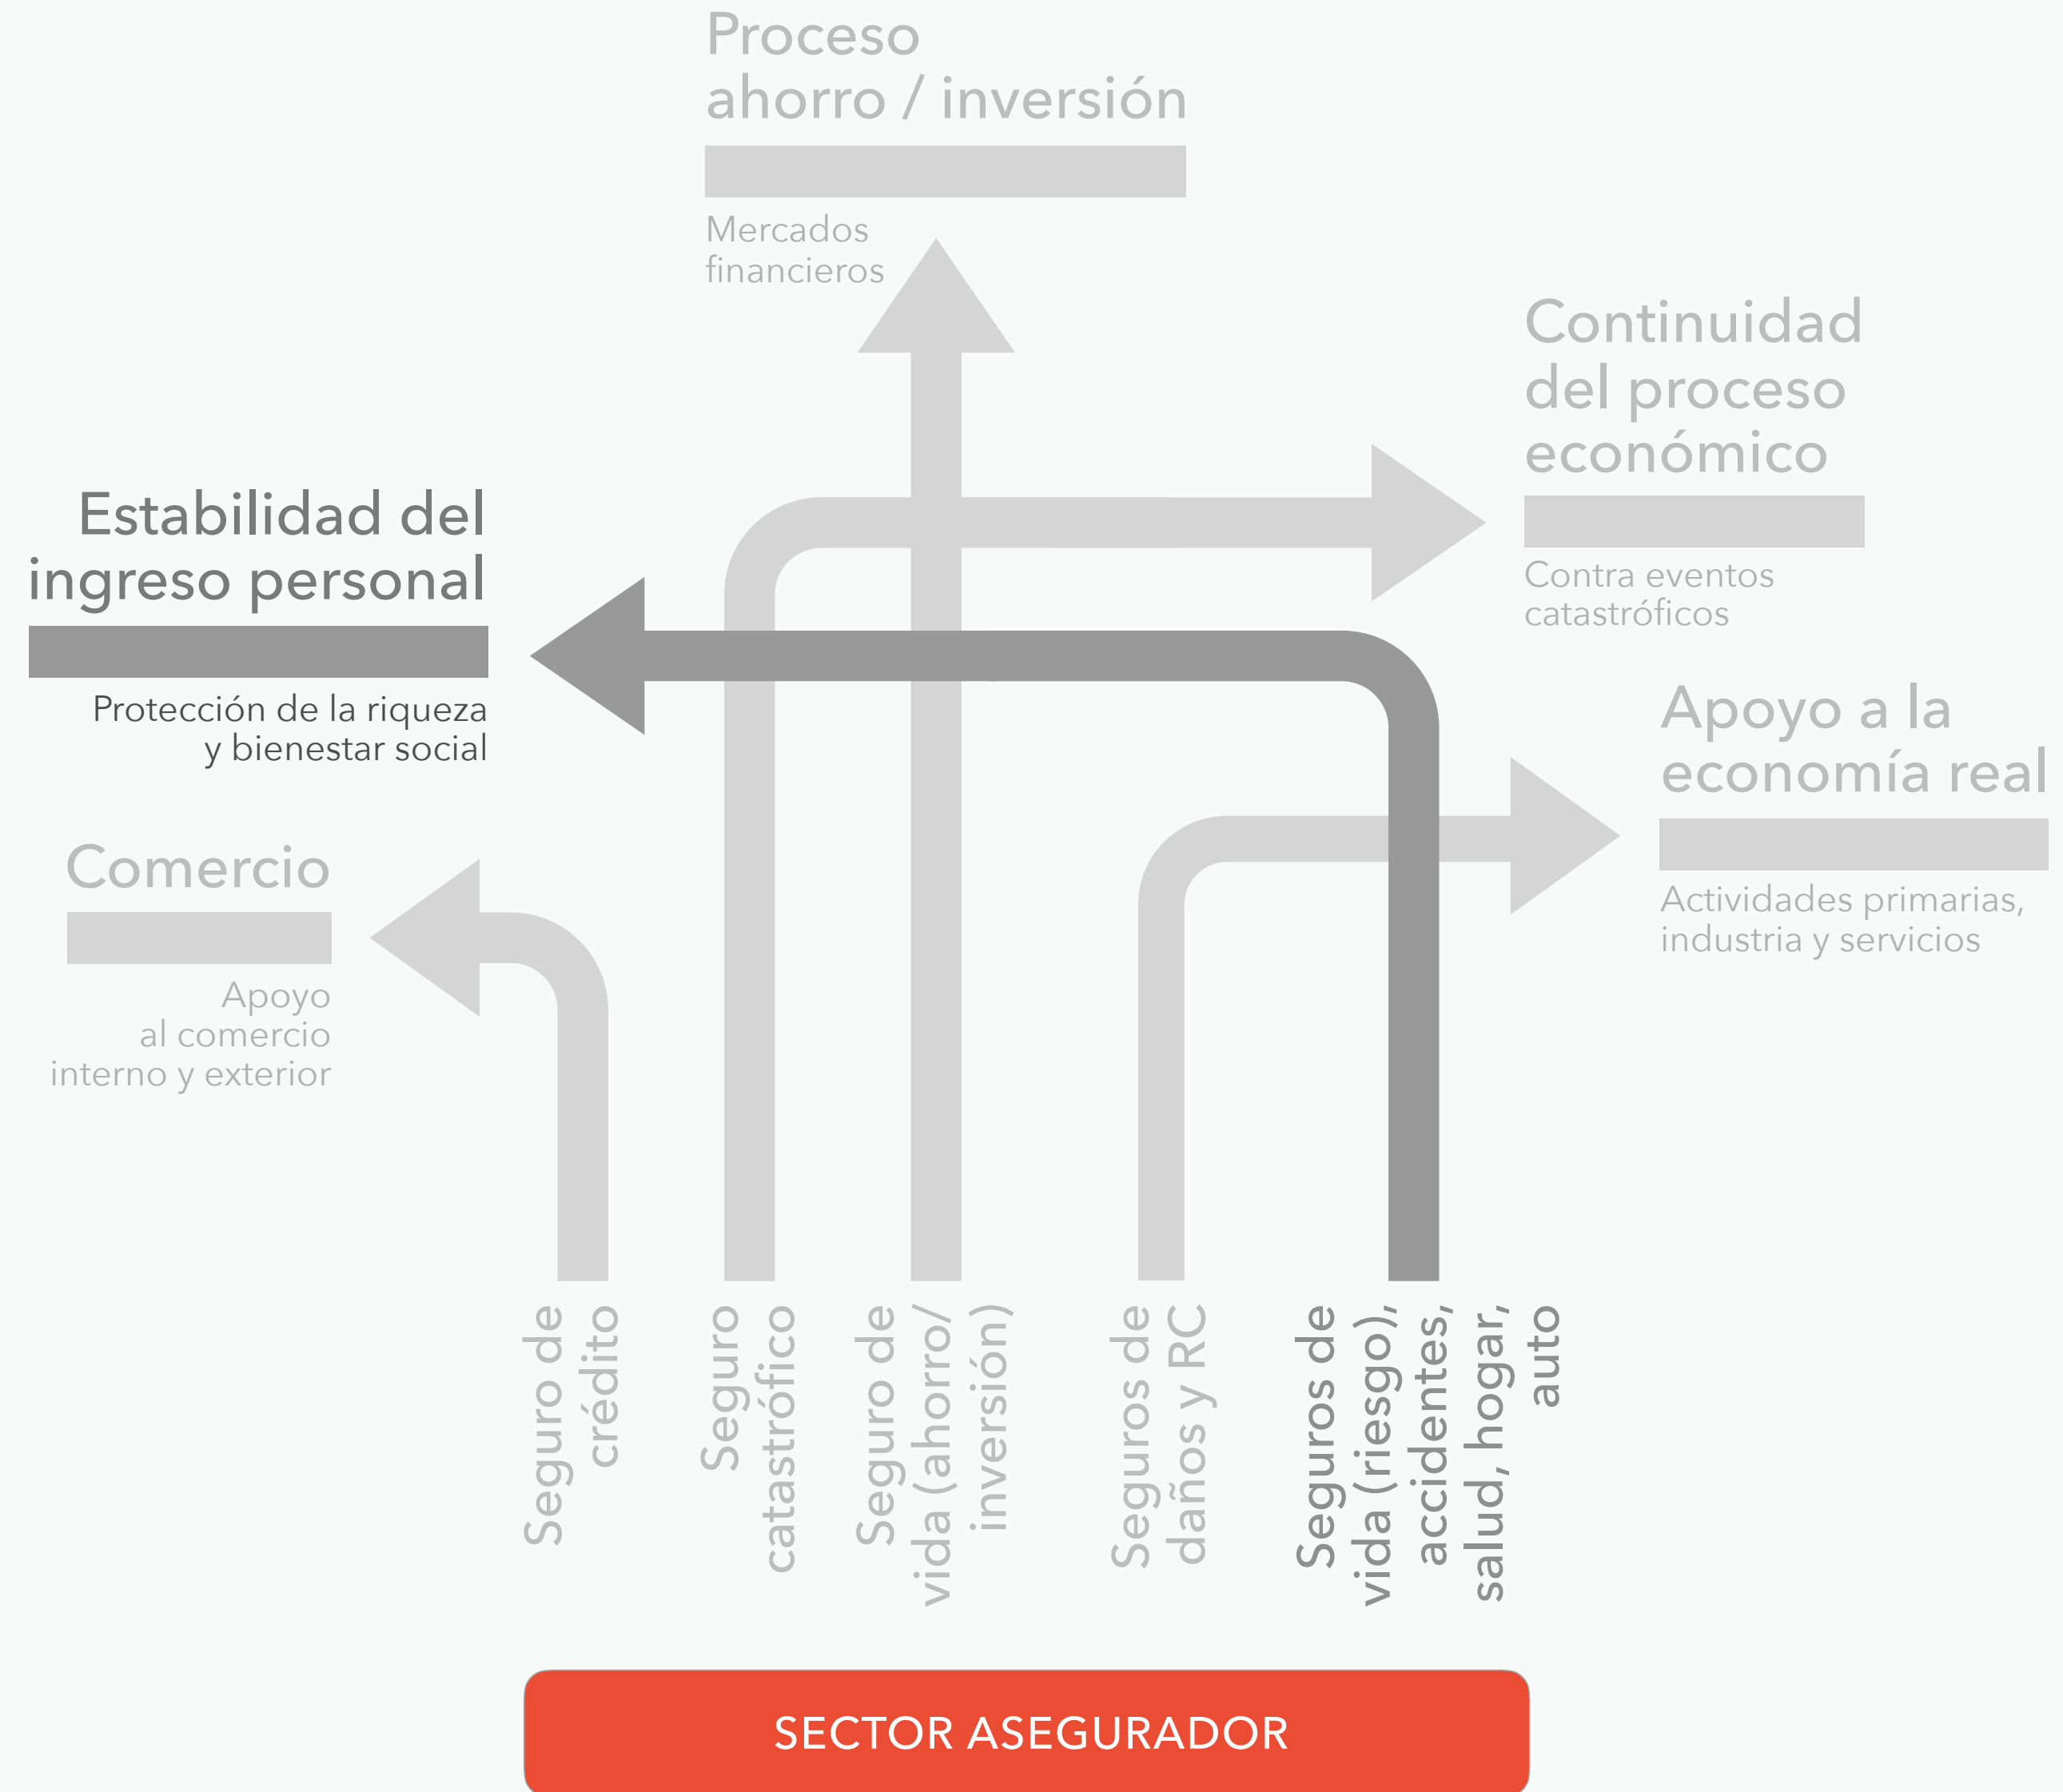 Proceso
ahorro / inversión
Mercados
financieros
Continuidad
del proceso
económico
Contra eventos
catastróficos
Estabilidad del
ingreso personal
Protección de la riqueza
y bienestar social
Apoyo a la
economía real
Actividades primarias,
industria y servicios
Comercio
Apoyo
al comercio
interno y exterior
Seguro de
crédito
Seguro
catastrófico
Seguro de
vida (ahorro/
inversión)
Seguros de
daños y RC
Seguros de
vida (riesgo),
accidentes,
salud, hogar,
auto
SECTOR ASEGURADOR